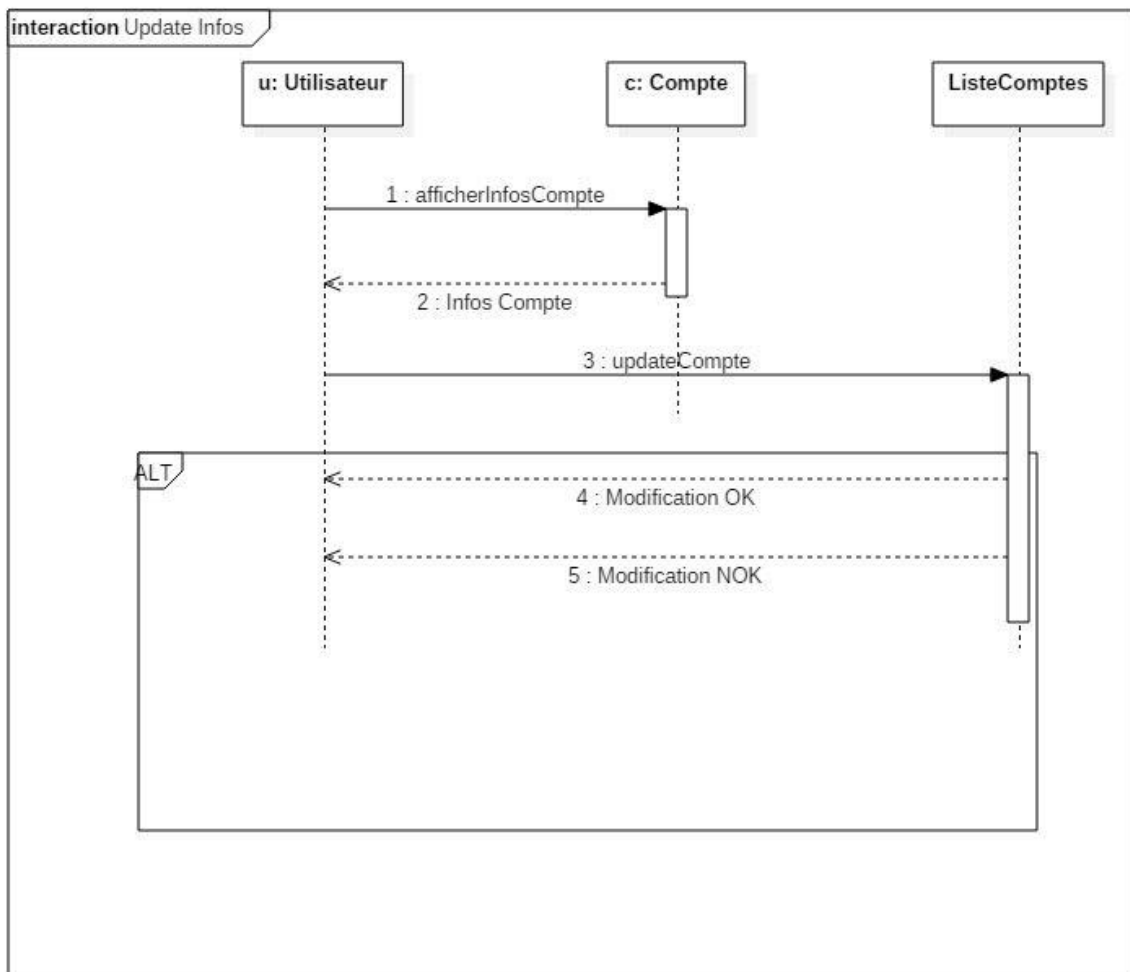 interaction Update Infos
u: Utilisateur
c: Compte
ListeComptes
1 : afficherInfosCompte
2 : Infos Compte
3 : updateCompte
ALT
4 : Modification OK
5 : Modification NOK